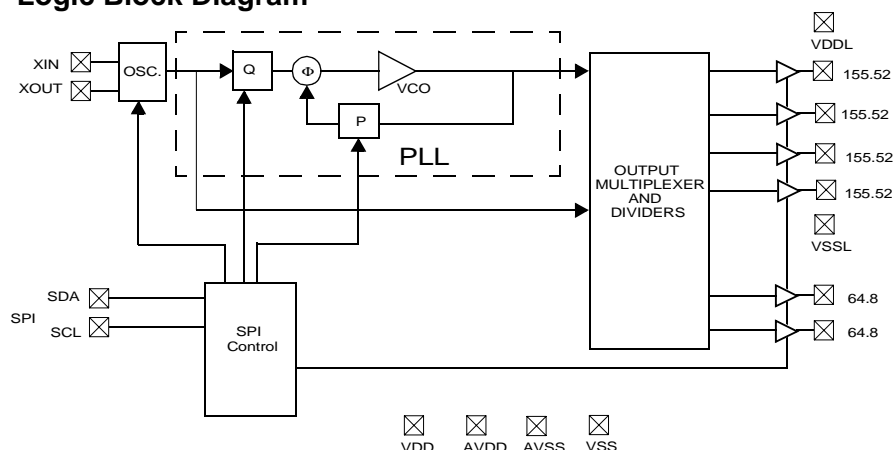 Logic Block Diagram
VDDL
XIN
XOUT
OSC.
Q
Φ
VCO
P
PLL
155.52
155.52
155.52
155.52
OUTPUT
MULTIPLEXER
AND
DIVIDERS
VSSL
SDA
SPI
SCL
SPI
Control
64.8
64.8
VDD
AVDD
AVSS
VSS